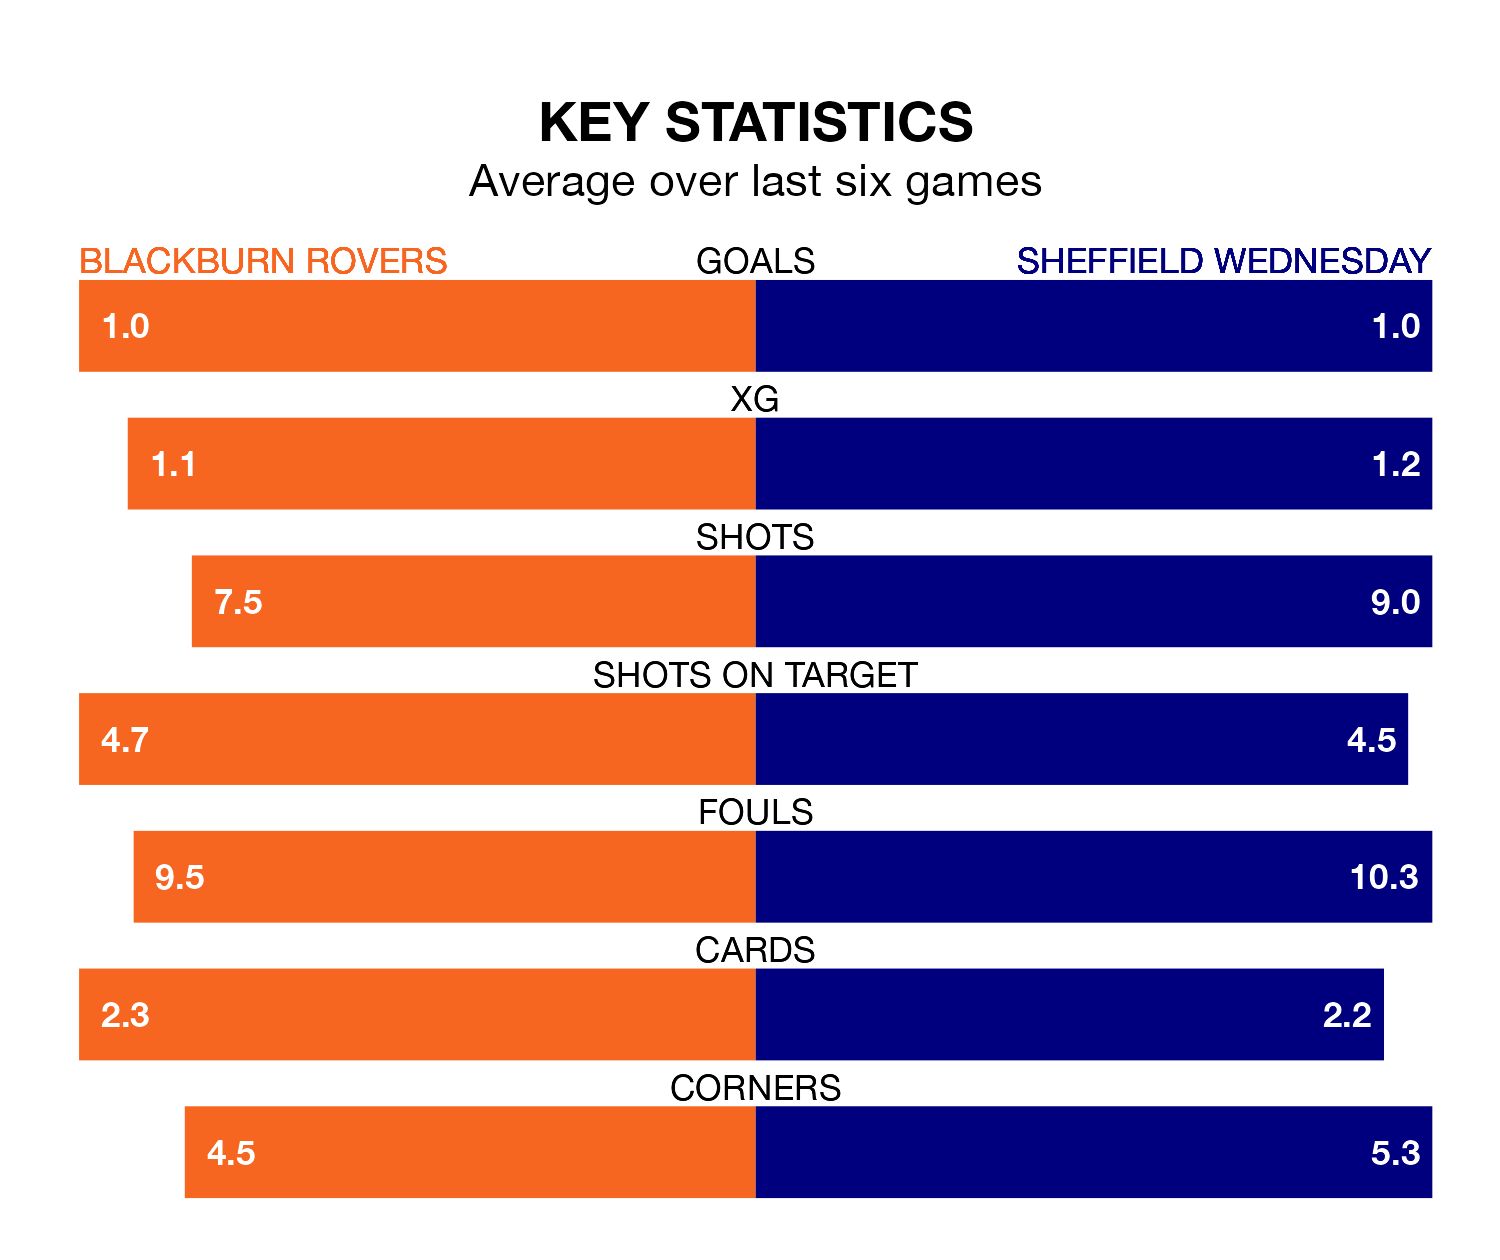 KEY STATISTICS
Average over last six games
BLACKBURN ROVERS GOALS SHEFFIELD WEDNESDAY
1.0 1.0
XG
1.1 1.2
SHOTS
7.5 9.0
SHOTS ON TARGET
4.7 4.5
FOULS
9.5 10.3
CARDS
2.3 2.2
CORNERS
4.5 5.3